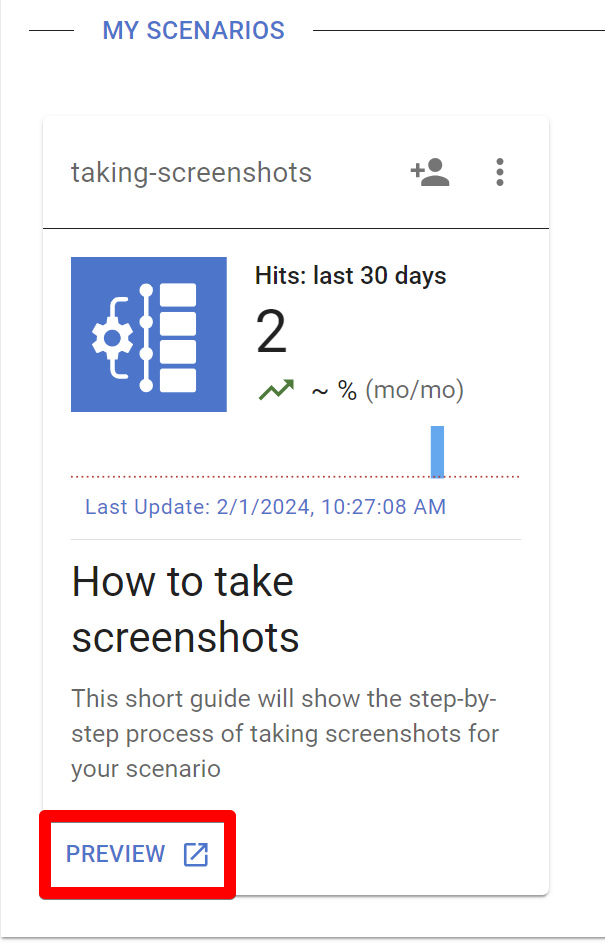 MY SCENARIOS
taking-screenshots
Hits: last 30 days
2
~ % (mo/mo)
Last Update: 2/1/2024, 10:27:08 AM
How to take
screenshots
This short guide will show the step-by-
step process of taking screenshots for
your scenario
PREVIEW